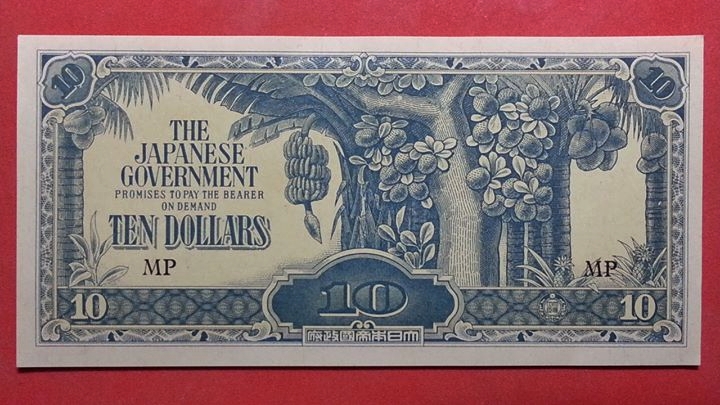 10
10
THE
JAPANESE
GOVERNMENT
PROMISES TO PAY THE BEARER
ON DEMAND
TEN DOLLARS
MP
MP
10
10
10
府政國帝本日大